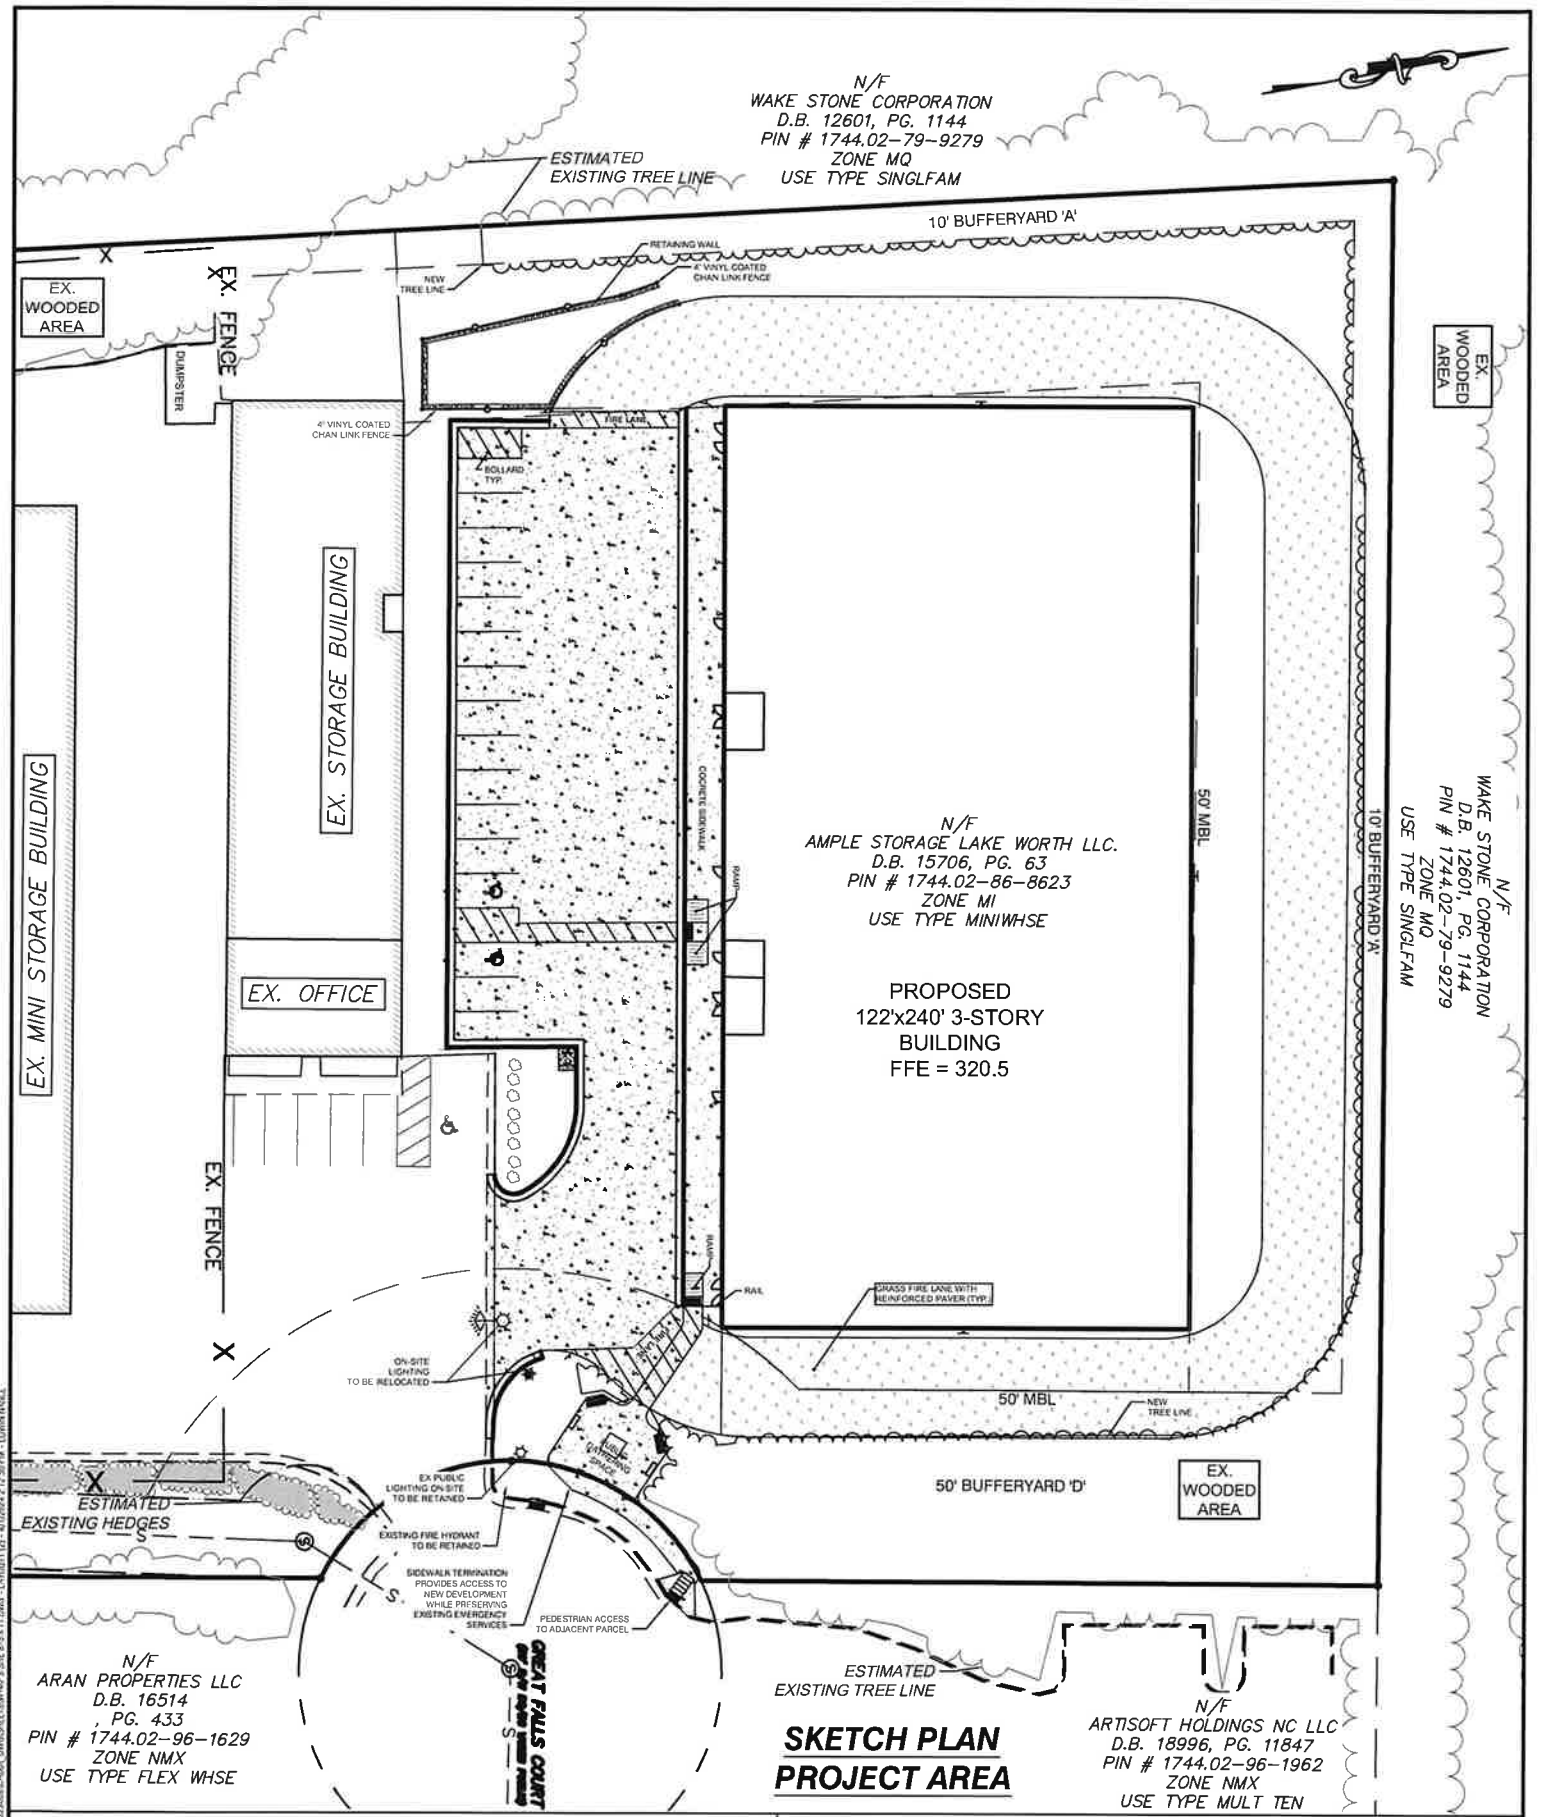 N/F
WAKE STONE CORPORATION
D.B. 12601, PG. 1144
PIN # 1744.02-79-9279
ZONE MQ
USE TYPE SINGLFAM
ESTIMATED
EXISTING TREE LINE
10' BUFFERYARD 'A'
RETAINING WALL
4' VINYL COATED
CHAN LINK FENCE
NEW
TREE LINE
X
X
EX. FENCE
EX.
WOODED
AREA
DUMPSTER
4' VINYL COATED
CHAN LINK FENCE
FIRE LANE
BOLLARD
TYP.
EX.
WOODED
AREA
EX. STORAGE BUILDING
EX. MINI STORAGE BUILDING
EX. OFFICE
COCRETE SIDEWALK
RAMP
50' MBL
10' BUFFERYARD 'A'
N/F
WAKE STONE CORPORATION
D.B. 12601, PG. 1144
PIN # 1744.02-79-9279
ZONE MQ
USE TYPE SINGLFAM
N/F
AMPLE STORAGE LAKE WORTH LLC.
D.B. 15706, PG. 63
PIN # 1744.02-86-8623
ZONE MI
USE TYPE MINIWHSE
PROPOSED
122'x240' 3-STORY
BUILDING
FFE = 320.5
EX. FENCE
X
RAMP
RAIL
GRASS FIRE LANE WITH
REINFORCED PAVER (TYP.)
FIRE LANE
ON-SITE
LIGHTING
TO BE RELOCATED
50' MBL
NEW
TREE LINE
PUBLIC
GATHERING
SPACE
50' BUFFERYARD 'D'
EX.
WOODED
AREA
X
ESTIMATED
EXISTING HEDGES
S
S
S
EX PUBLIC
LIGHTING ON-SITE
TO BE RETAINED
EXISTING FIRE HYDRANT
TO BE RETAINED
SIDEWALK TERMINATION
PROVIDES ACCESS TO
NEW DEVELOPMENT
WHILE PRESERVING
EXISTING EMERGENCY
SERVICES
PEDESTRIAN ACCESS
TO ADJACENT PARCEL
S
S
GREAT FALLS COURT
ESTIMATED
EXISTING TREE LINE
N/F
ARAN PROPERTIES LLC
D.B. 16514
, PG. 433
PIN # 1744.02-96-1629
ZONE NMX
USE TYPE FLEX WHSE
SKETCH PLAN
PROJECT AREA
N/F
ARTISOFT HOLDINGS NC LLC
D.B. 18996, PG. 11847
PIN # 1744.02-96-1962
ZONE NMX
USE TYPE MULT TEN